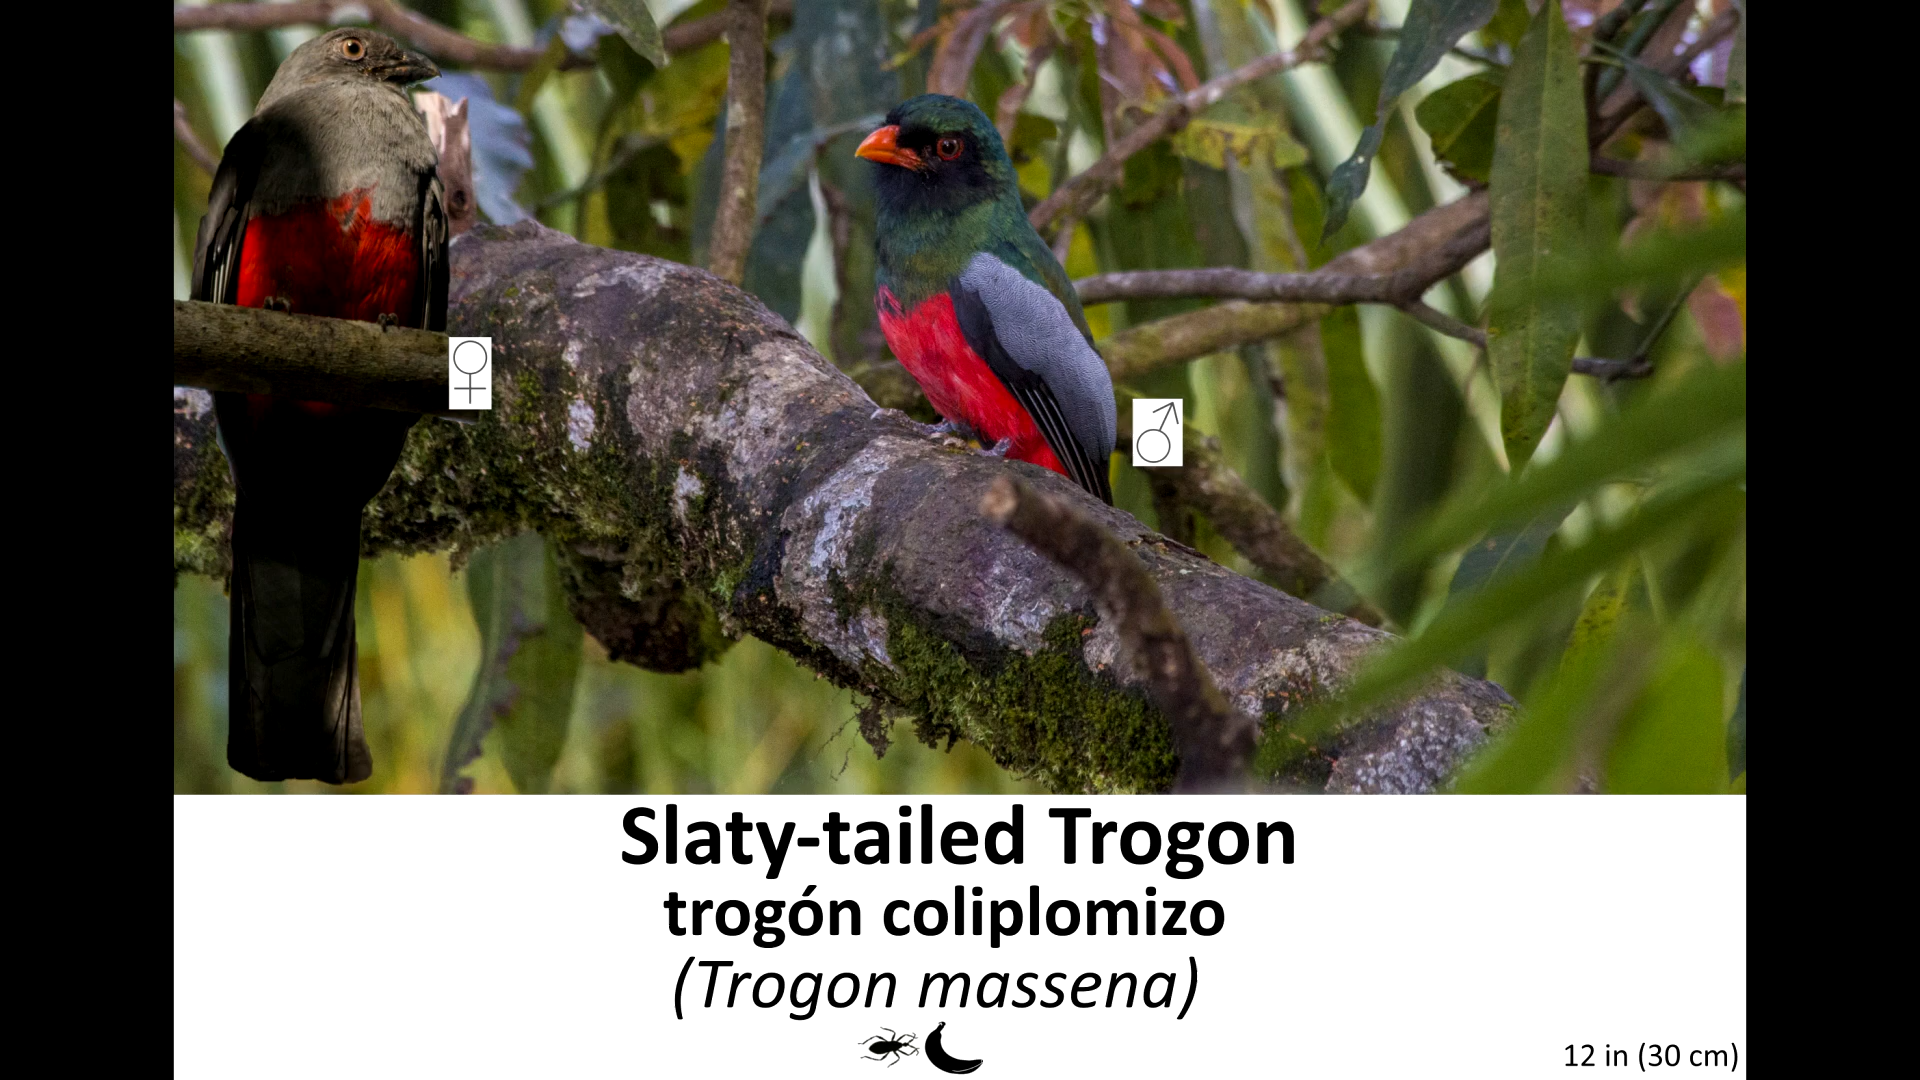 ♀
♂
Slaty-tailed Trogon
trogón coliplomizo
(Trogon massena)
12 in (30 cm)